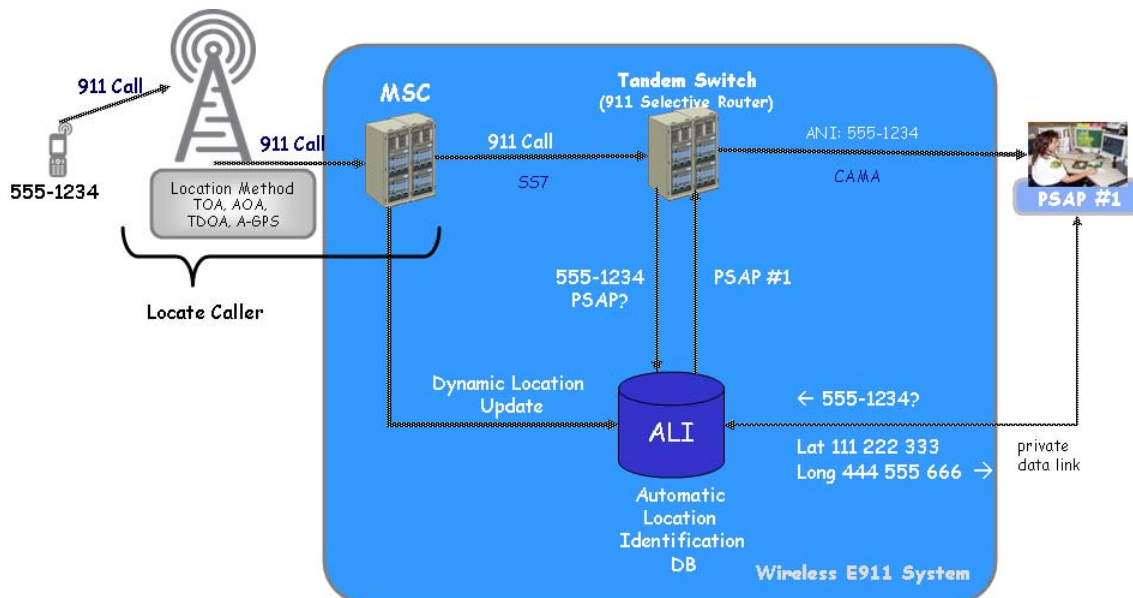 911 Call
555-1234
911 Call
Location Method
TOA, AOA,
TDOA, A-GPS
Locate Caller
MSC
911 Call
SS7
Tandem Switch
(911 Selective Router)
ANI: 555-1234
CAMA
PSAP #1
555-1234
PSAP?
PSAP #1
Dynamic Location
Update
ALI
Automatic
Location
Identification
DB
← 555-1234?
Lat 111 222 333
Long 444 555 666 →
private
data link
Wireless E911 System